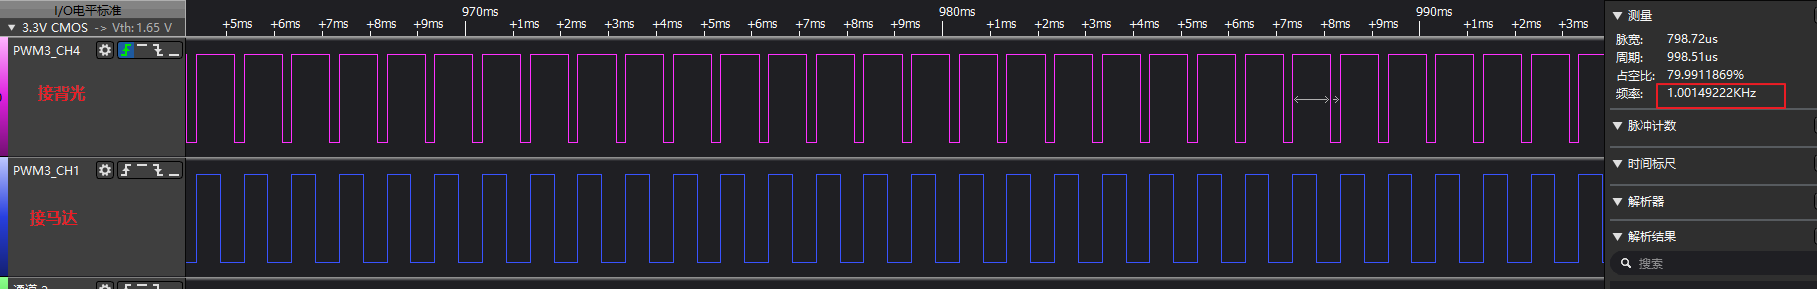 I/O电平标准
3.3V CMOS -> Vth: 1.65 V
970ms 980ms 990ms
+5ms +6ms +7ms +8ms +9ms +1ms +2ms +3ms +4ms +5ms +6ms +7ms +8ms +9ms +1ms +2ms +3ms +4ms +5ms +6ms +7ms +8ms +9ms +1ms +2ms +3ms
PWM3_CH4
接背光
PWM3_CH1
接马达
测量
脉宽: 798.72us
周期: 998.51us
占空比: 79.9911869%
频率: 1.00149222KHz
脉冲计数
时间标尺
解析器
解析结果
搜索